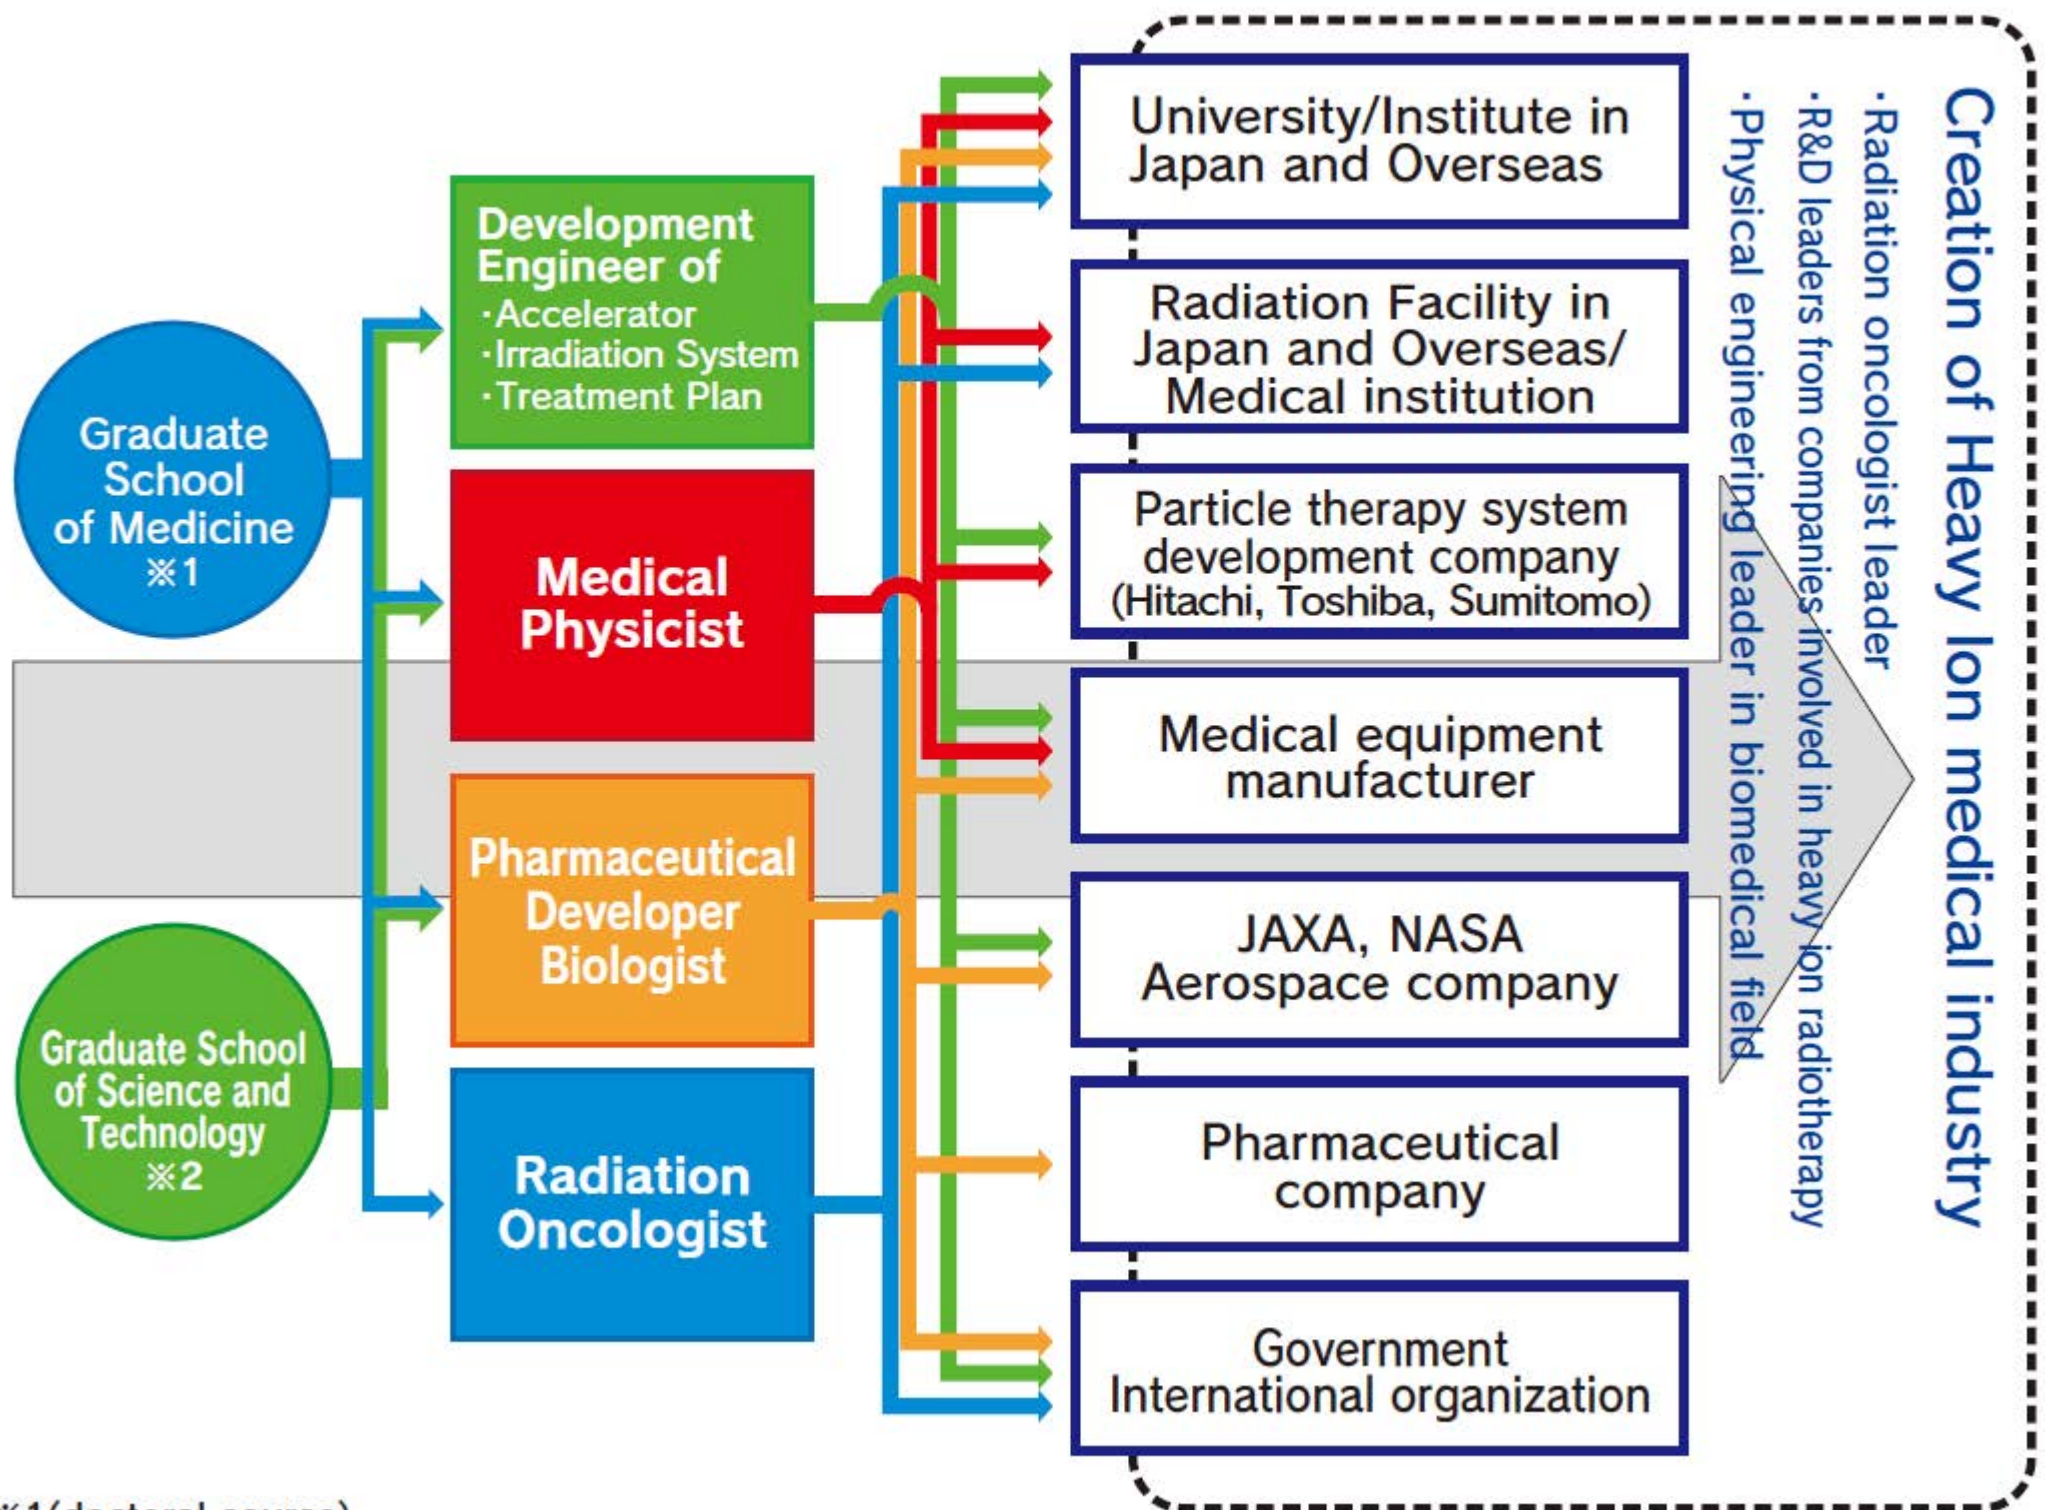 Graduate
School
of Medicine
※1
Graduate School
of Science and
Technology
※2
Development
Engineer of
・Accelerator
・Irradiation System
・Treatment Plan
Medical
Physicist
Pharmaceutical
Developer
Biologist
Radiation
Oncologist
University/Institute in
Japan and Overseas
Radiation Facility in
Japan and Overseas/
Medical institution
Particle therapy system
development company
(Hitachi, Toshiba, Sumitomo)
Medical equipment
manufacturer
JAXA, NASA
Aerospace company
Pharmaceutical
company
Government
International organization
Creation of Heavy Ion medical industry
・Radiation oncologist leader
・R&D leaders from companies involved in heavy ion radiotherapy
・Physical engineering leader in biomedical field
※1(doctoral course)